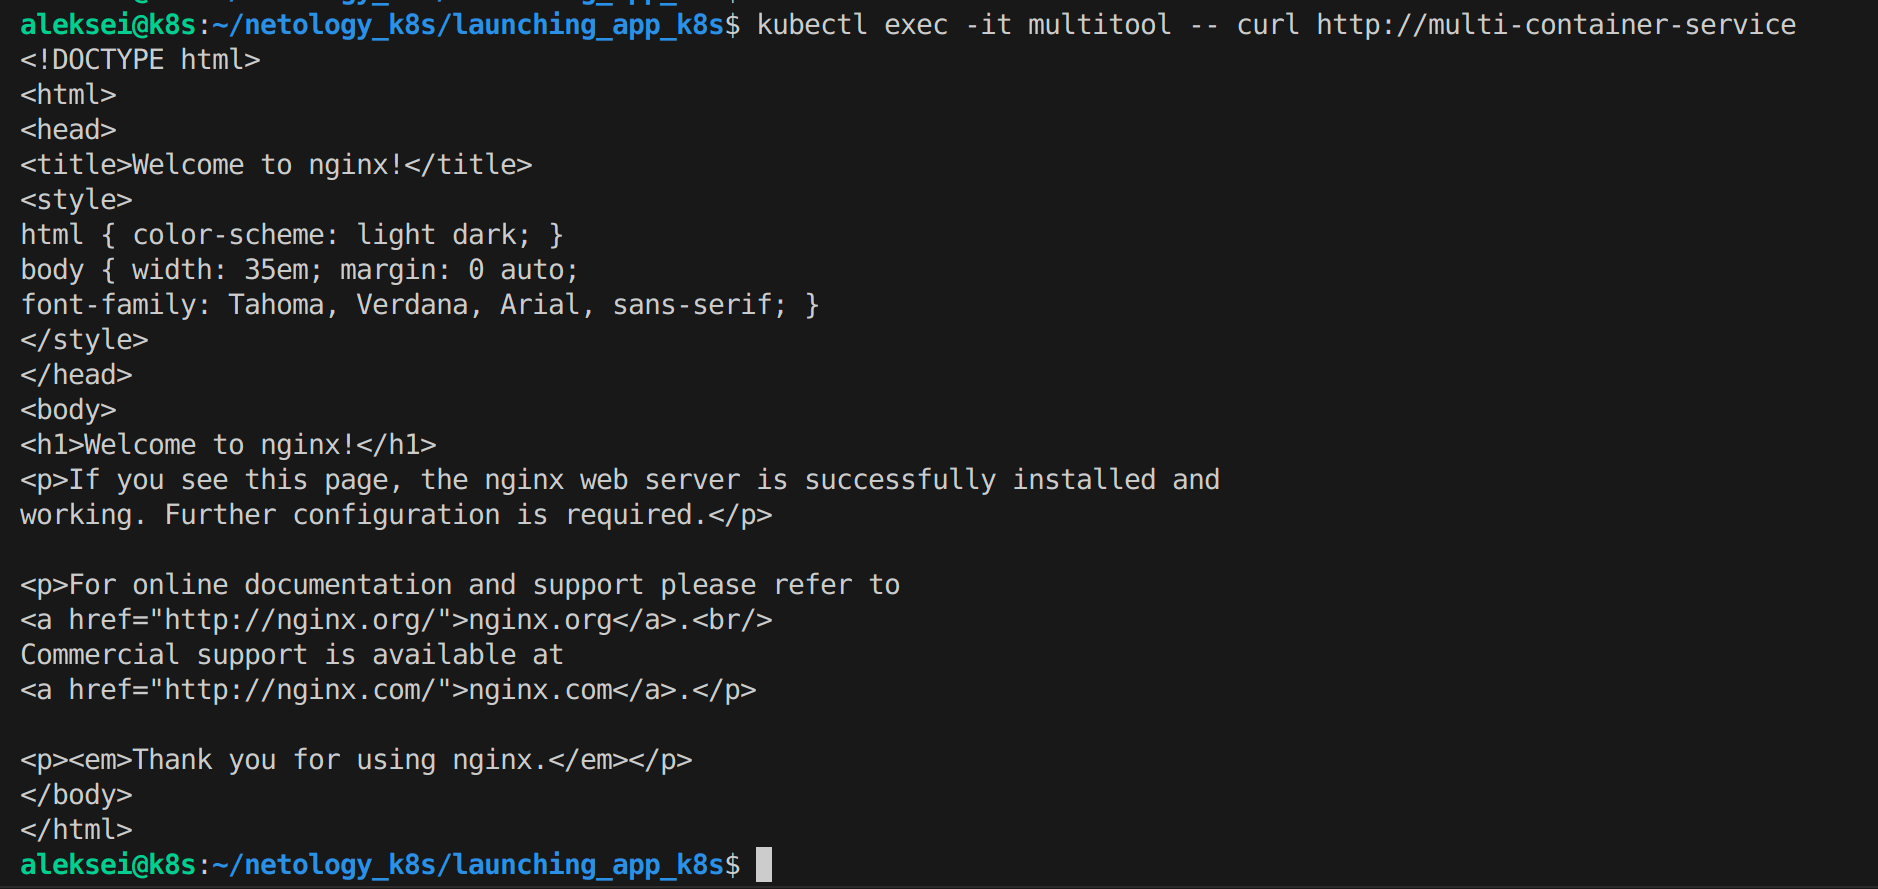 aleksei@k8s:~/netology_k8s/launching_app_k8s$ kubectl exec -it multitool -- curl http://multi-container-service
<!DOCTYPE html>
<html>
<head>
<title>Welcome to nginx!</title>
<style>
html { color-scheme: light dark; }
body { width: 35em; margin: 0 auto;
font-family: Tahoma, Verdana, Arial, sans-serif; }
</style>
</head>
<body>
<h1>Welcome to nginx!</h1>
<p>If you see this page, the nginx web server is successfully installed and
working. Further configuration is required.</p>

<p>For online documentation and support please refer to
<a href="http://nginx.org/">nginx.org</a>.<br/>
Commercial support is available at
<a href="http://nginx.com/">nginx.com</a>.</p>

<p><em>Thank you for using nginx.</em></p>
</body>
</html>
aleksei@k8s:~/netology_k8s/launching_app_k8s$